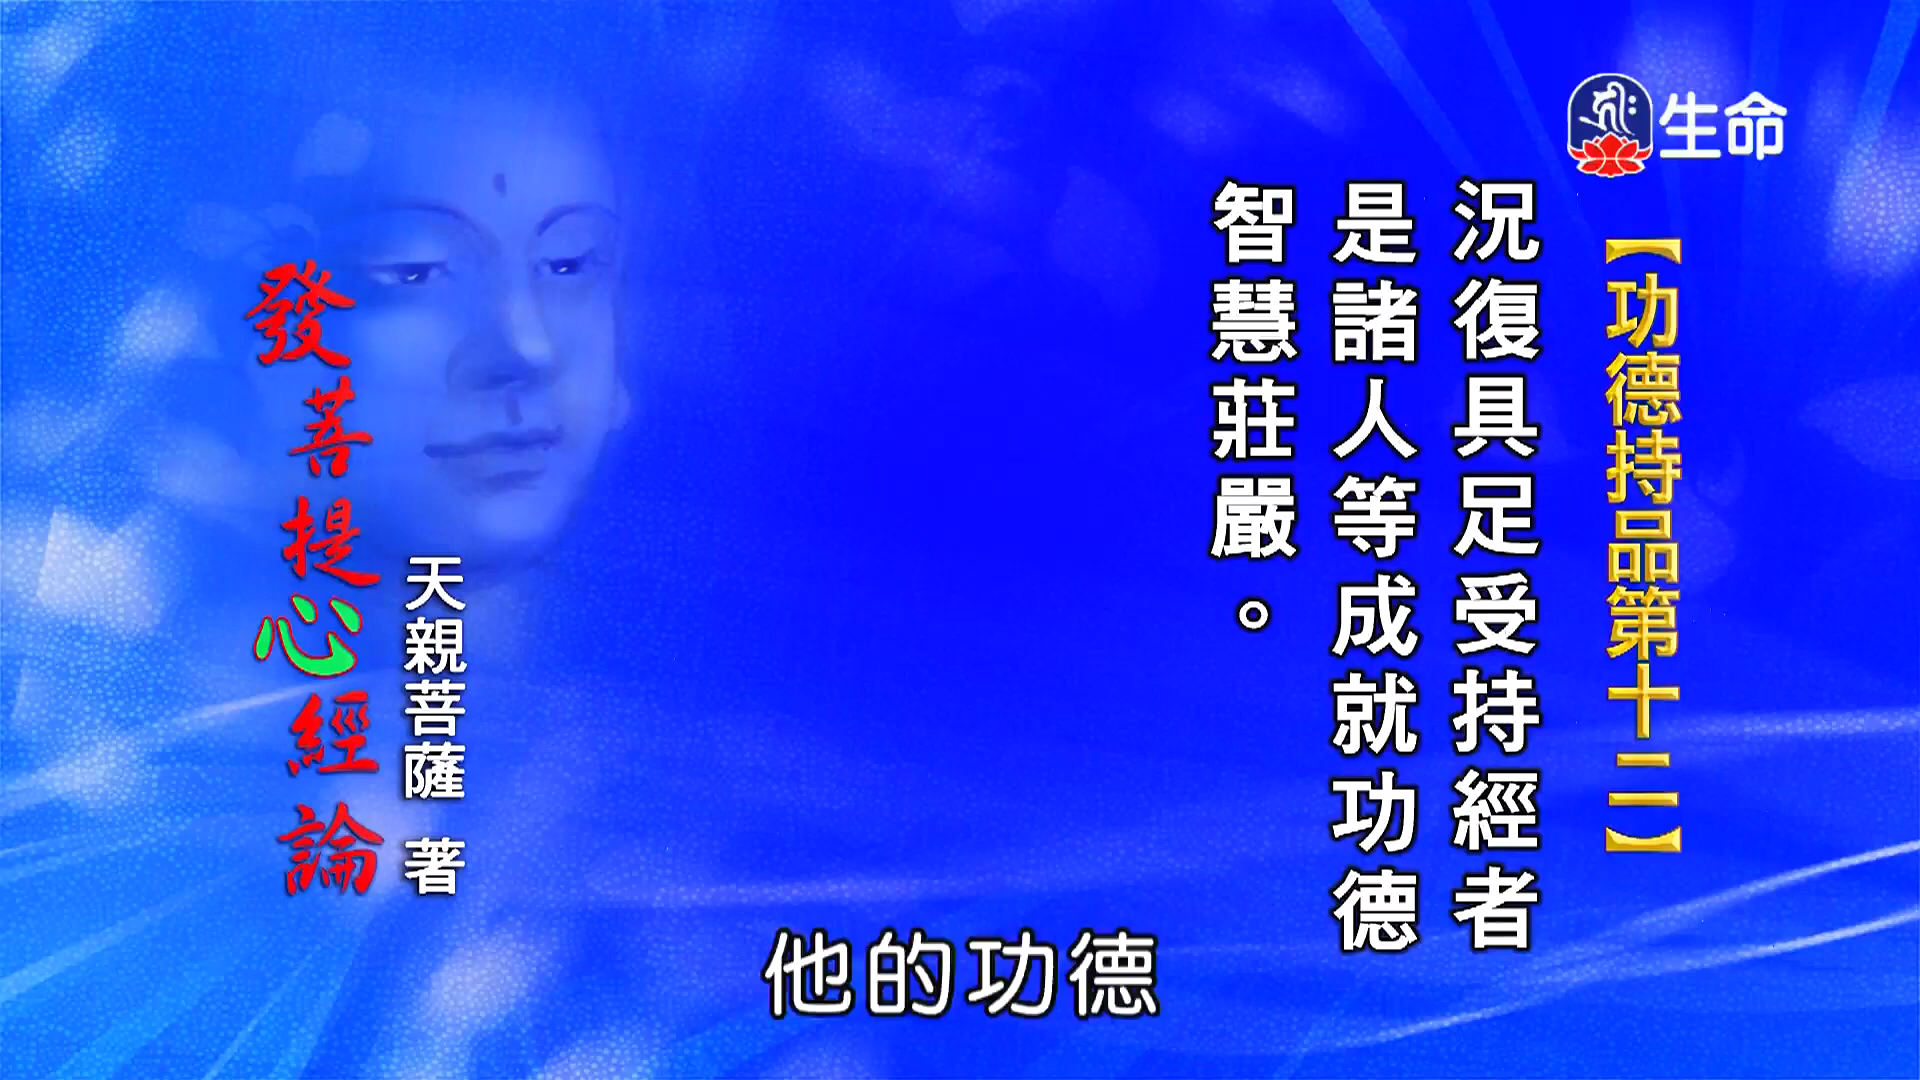 生命
【功德持品第十二】
況復具足受持經者
是諸人等成就功德
智慧莊嚴。
天親菩薩 著
發菩提心經論
他的功德